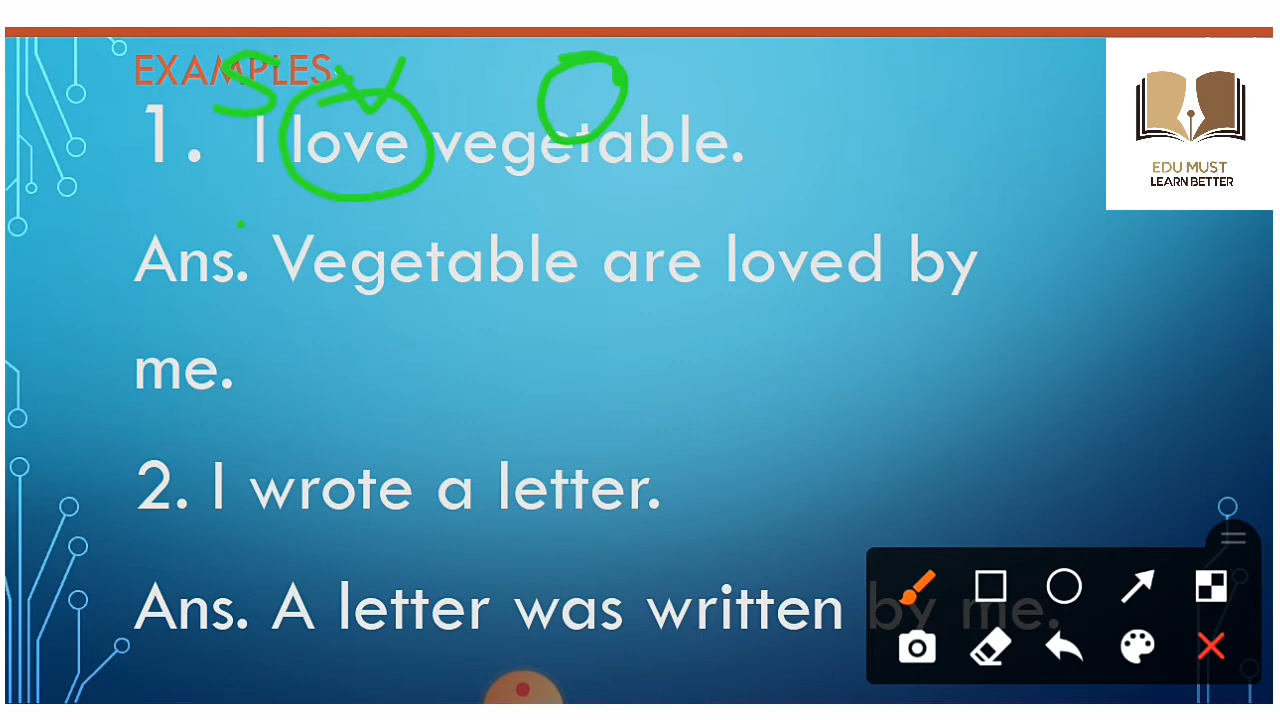 EXAMPLES
S V O
1. I love vegetable.
Ans. Vegetable are loved by
me.
2. I wrote a letter.
Ans. A letter was written by me.
EDU MUST
LEARN BETTER